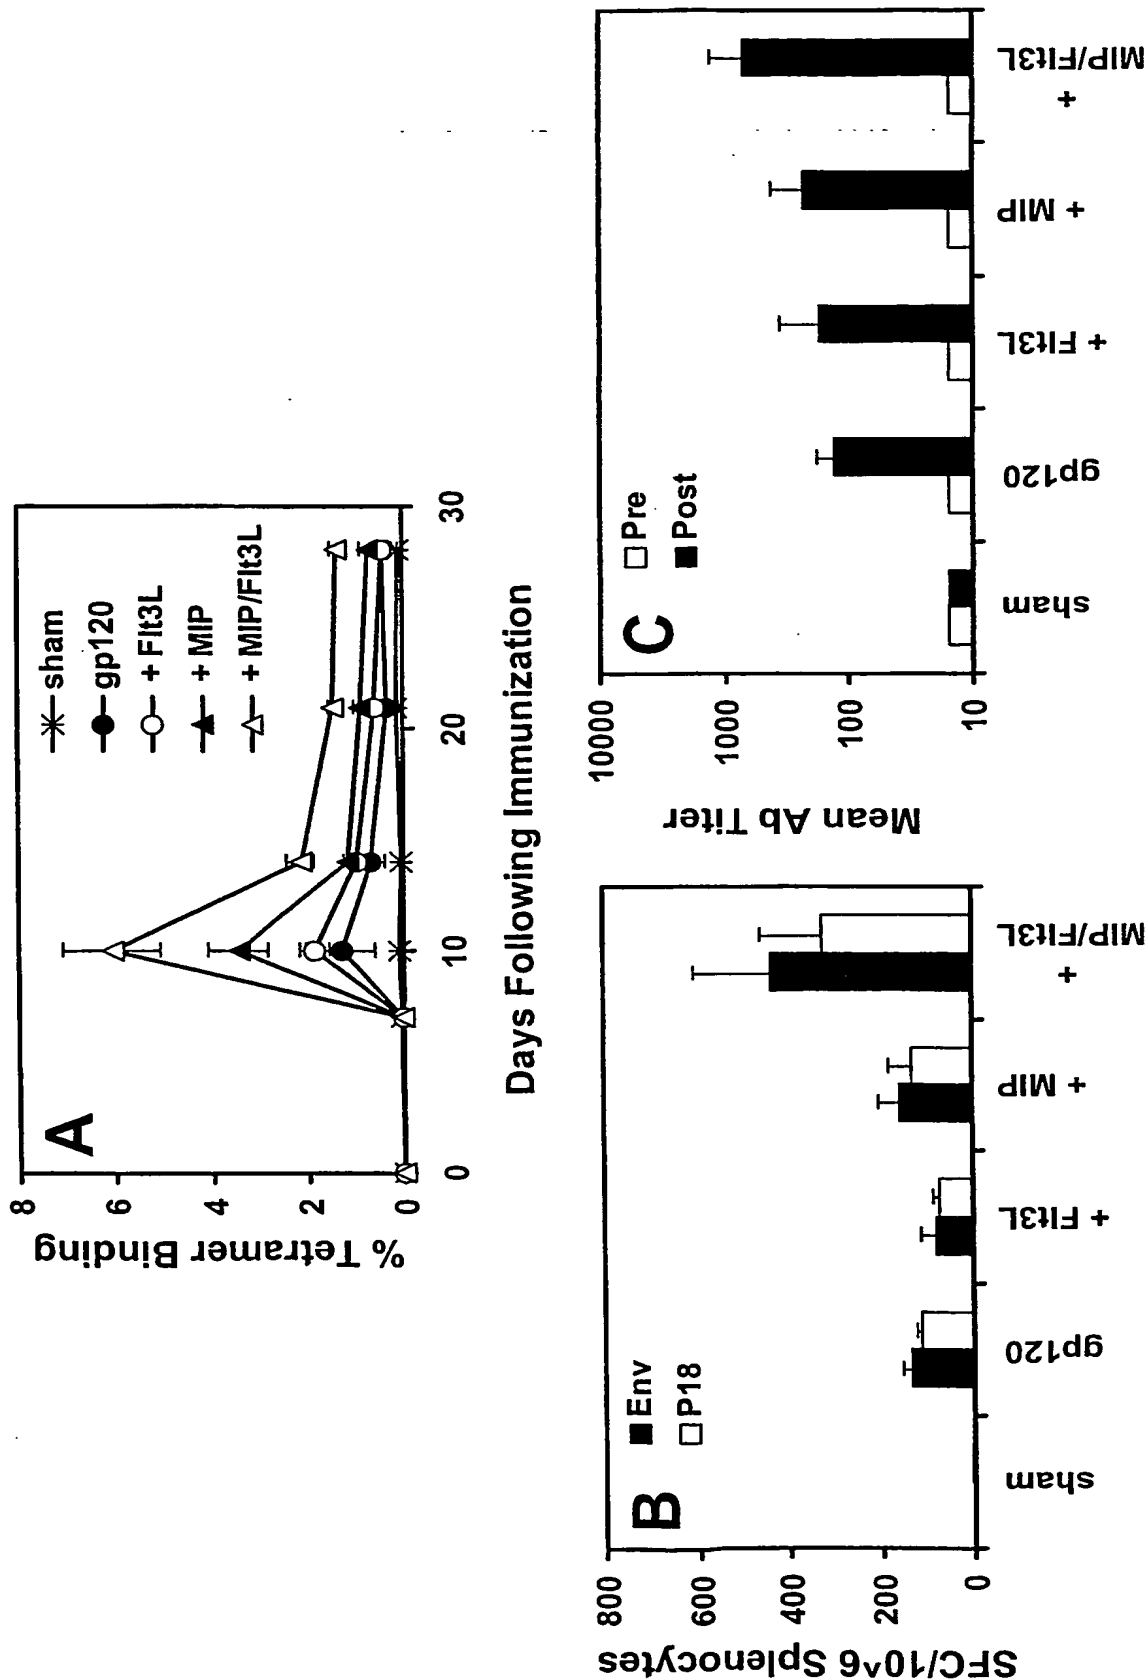 A
% Tetramer Binding
8
6
4
2
0
0
10
20
30
Days Following Immunization
sham
gp120
+ Flt3L
+ MIP
+ MIP/Flt3L
B
SFC/10^6 Splenocytes
800
600
400
200
0
Env
P18
sham
gp120
+ Flt3L
+ MIP
+
MIP/Flt3L
C
Mean Ab Titer
10000
1000
100
10
Pre
Post
sham
gp120
+ Flt3L
+ MIP
+
MIP/Flt3L